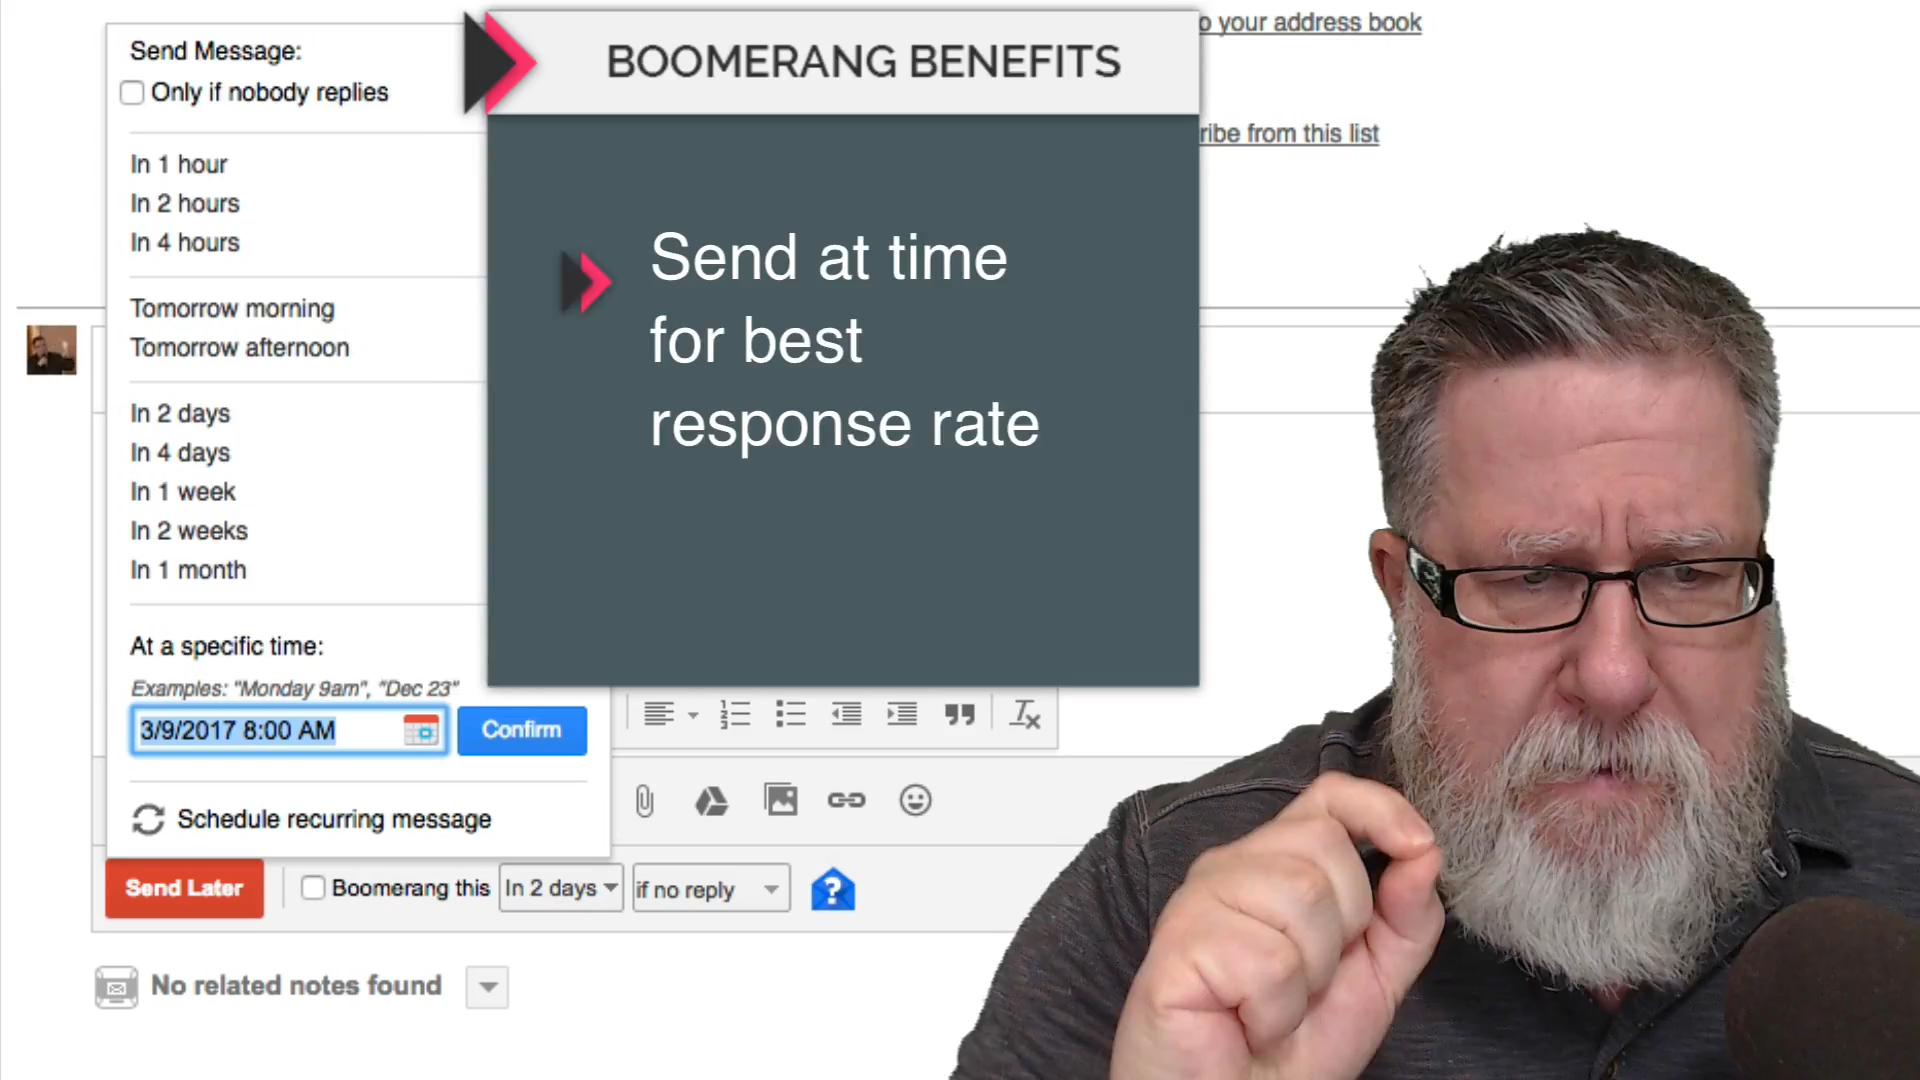 Send Message:
Only if nobody replies
In 1 hour
In 2 hours
In 4 hours
Tomorrow morning
Tomorrow afternoon
In 2 days
In 4 days
In 1 week
In 2 weeks
In 1 month
At a specific time:
Examples: "Monday 9am", "Dec 23"
3/9/2017 8:00 AM
Confirm
Schedule recurring message
Send Later
Boomerang this
In 2 days
if no reply
No related notes found
BOOMERANG BENEFITS
Send at time
for best
response rate
o your address book
ribe from this list